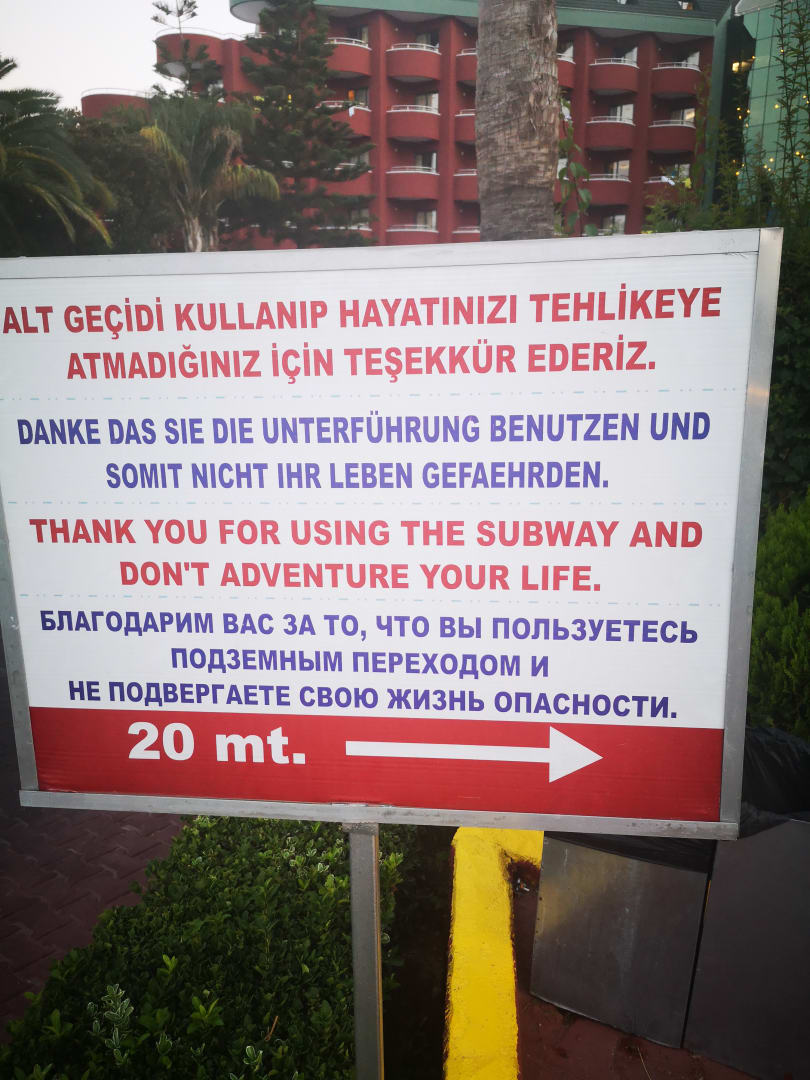 ALT GEÇİDİ KULLANIP HAYATINIZI TEHLİKEYE
ATMADIĞINIZ İÇİN TEŞEKKÜR EDERİZ.
DANKE DAS SIE DIE UNTERFÜHRUNG BENUTZEN UND
SOMIT NICHT IHR LEBEN GEFAEHRDEN.
THANK YOU FOR USING THE SUBWAY AND
DON'T ADVENTURE YOUR LIFE.
БЛАГОДАРИМ ВАС ЗА ТО, ЧТО ВЫ ПОЛЬЗУЕТЕСЬ
ПОДЗЕМНЫМ ПЕРЕХОДОМ И
НЕ ПОДВЕРГАЕТЕ СВОЮ ЖИЗНЬ ОПАСНОСТИ.
20 mt.